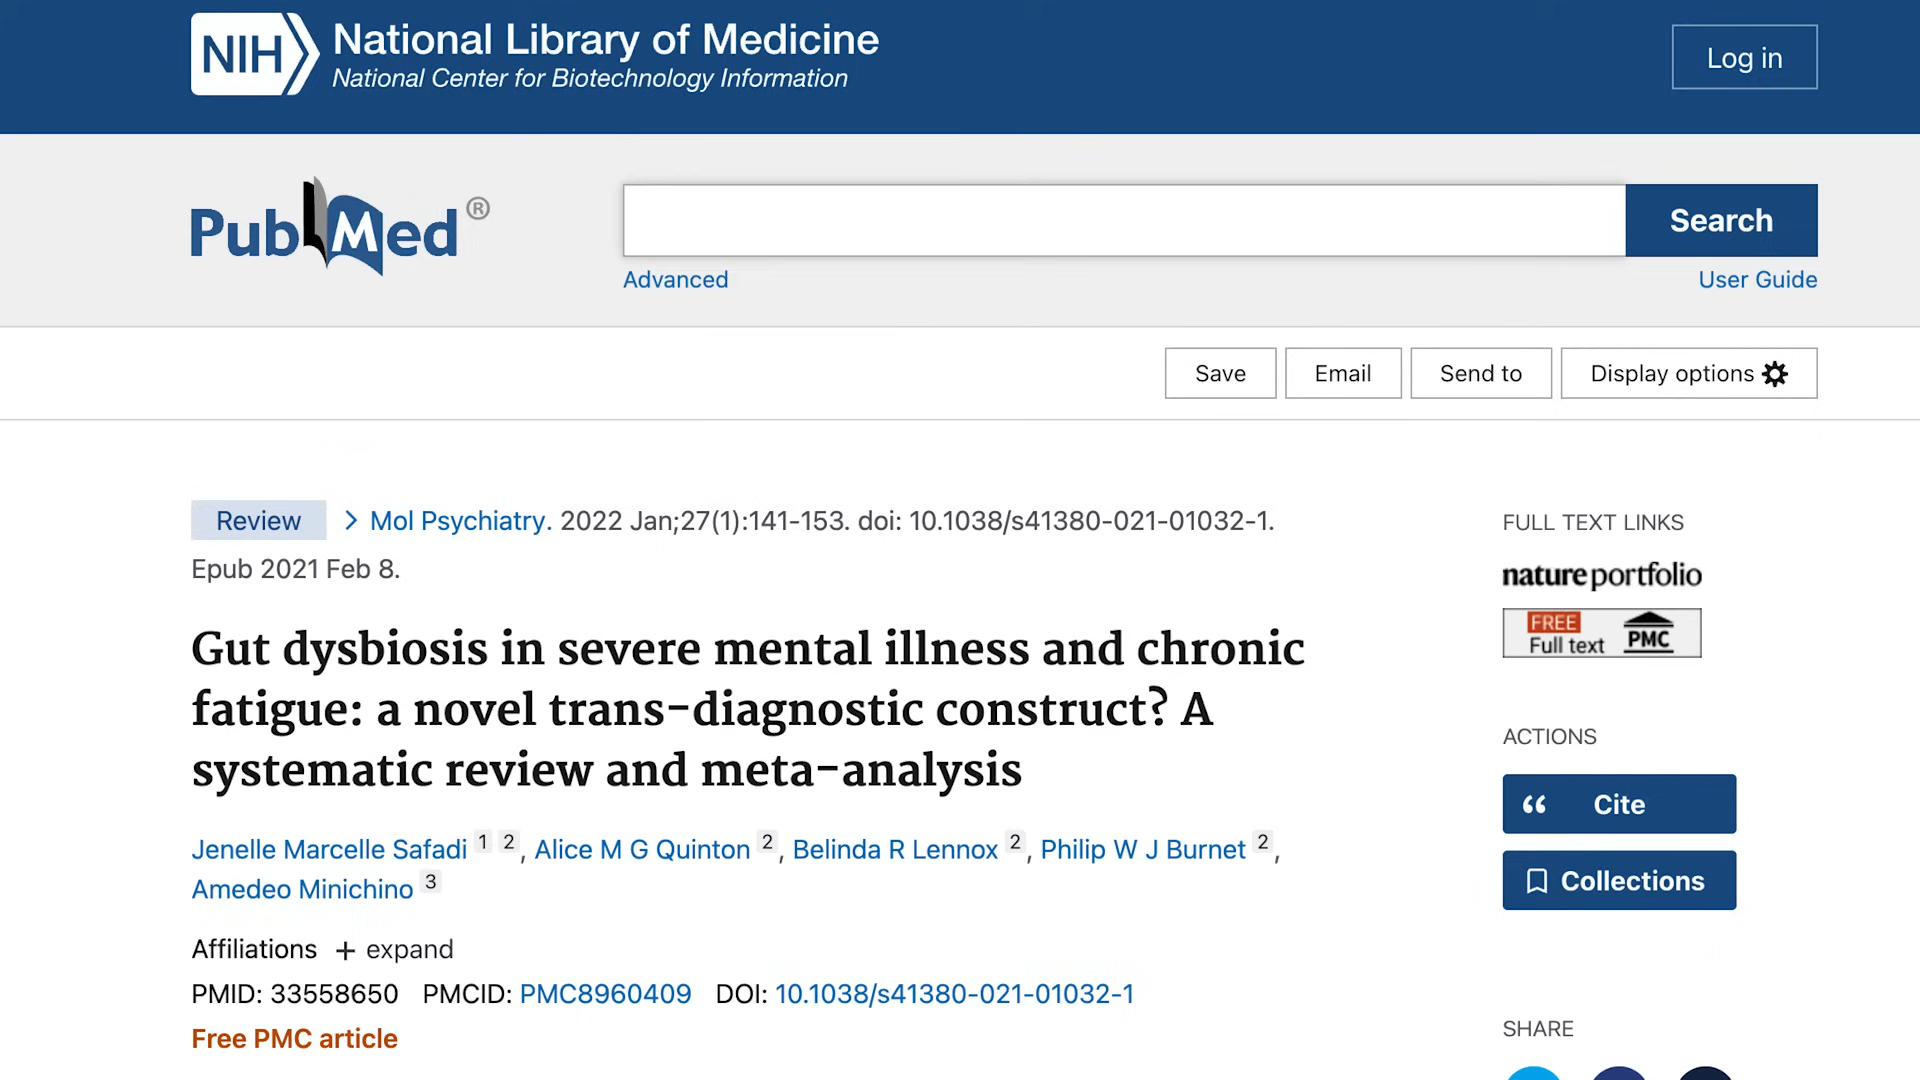 NIH National Library of Medicine
National Center for Biotechnology Information
Log in
PubMed®
Search
Advanced
User Guide
Save
Email
Send to
Display options
Review
Mol Psychiatry. 2022 Jan;27(1):141-153. doi: 10.1038/s41380-021-01032-1.
Epub 2021 Feb 8.
Gut dysbiosis in severe mental illness and chronic
fatigue: a novel trans-diagnostic construct? A
systematic review and meta-analysis
Jenelle Marcelle Safadi 1 2, Alice M G Quinton 2, Belinda R Lennox 2, Philip W J Burnet 2,
Amedeo Minichino 3
Affiliations + expand
PMID: 33558650 PMCID: PMC8960409 DOI: 10.1038/s41380-021-01032-1
Free PMC article
FULL TEXT LINKS
nature portfolio
FREE
Full text PMC
ACTIONS
Cite
Collections
SHARE